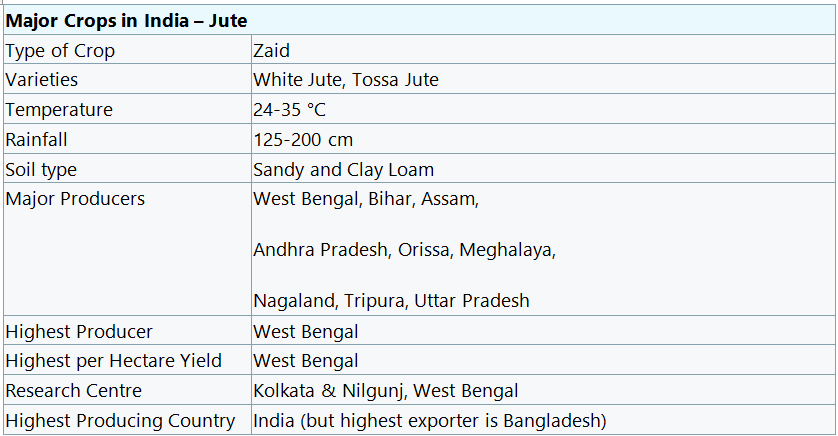 Major Crops in India – Jute
Type of Crop Zaid
Varieties White Jute, Tossa Jute
Temperature 24-35 °C
Rainfall 125-200 cm
Soil type Sandy and Clay Loam
Major Producers West Bengal, Bihar, Assam,
Andhra Pradesh, Orissa, Meghalaya,
Nagaland, Tripura, Uttar Pradesh
Highest Producer West Bengal
Highest per Hectare Yield West Bengal
Research Centre Kolkata & Nilgunj, West Bengal
Highest Producing Country India (but highest exporter is Bangladesh)